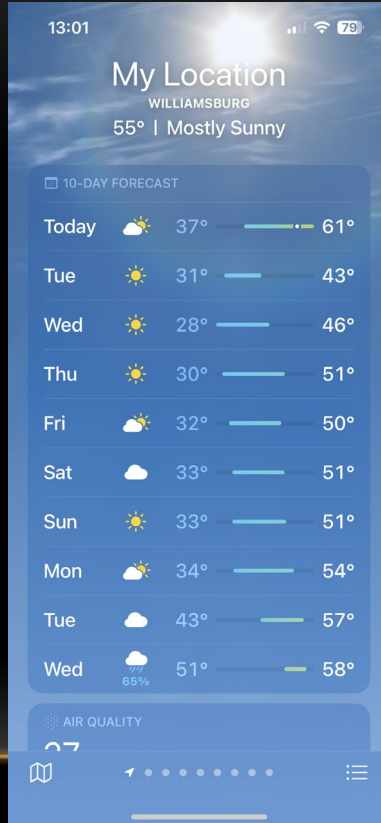 13:01
79
My Location
WILLIAMSBURG
55° | Mostly Sunny
10-DAY FORECAST
Today 37° 61°
Tue 31° 43°
Wed 28° 46°
Thu 30° 51°
Fri 32° 50°
Sat 33° 51°
Sun 33° 51°
Mon 34° 54°
Tue 43° 57°
Wed 65% 51° 58°
AIR QUALITY